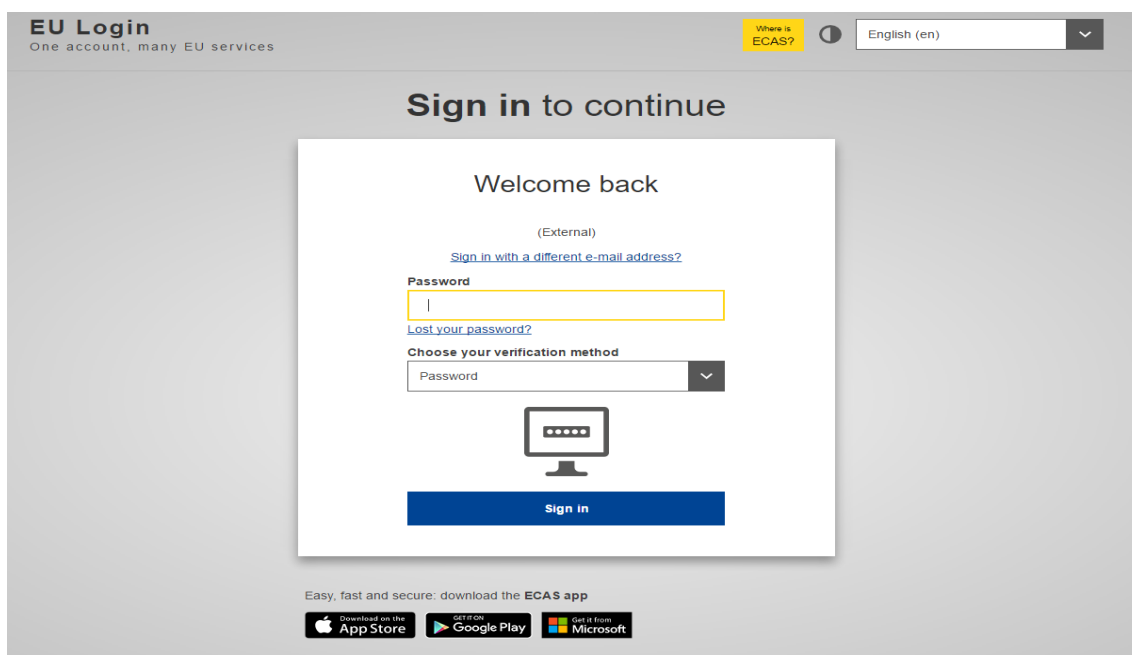 EU Login
One account, many EU services
Where is
ECAS?
English (en)
Sign in to continue
Welcome back
(External)
Sign in with a different e-mail address?
Password
Lost your password?
Choose your verification method
Password
Sign in
Easy, fast and secure: download the ECAS app
Download on the
App Store
GET IT ON
Google Play
Get it from
Microsoft